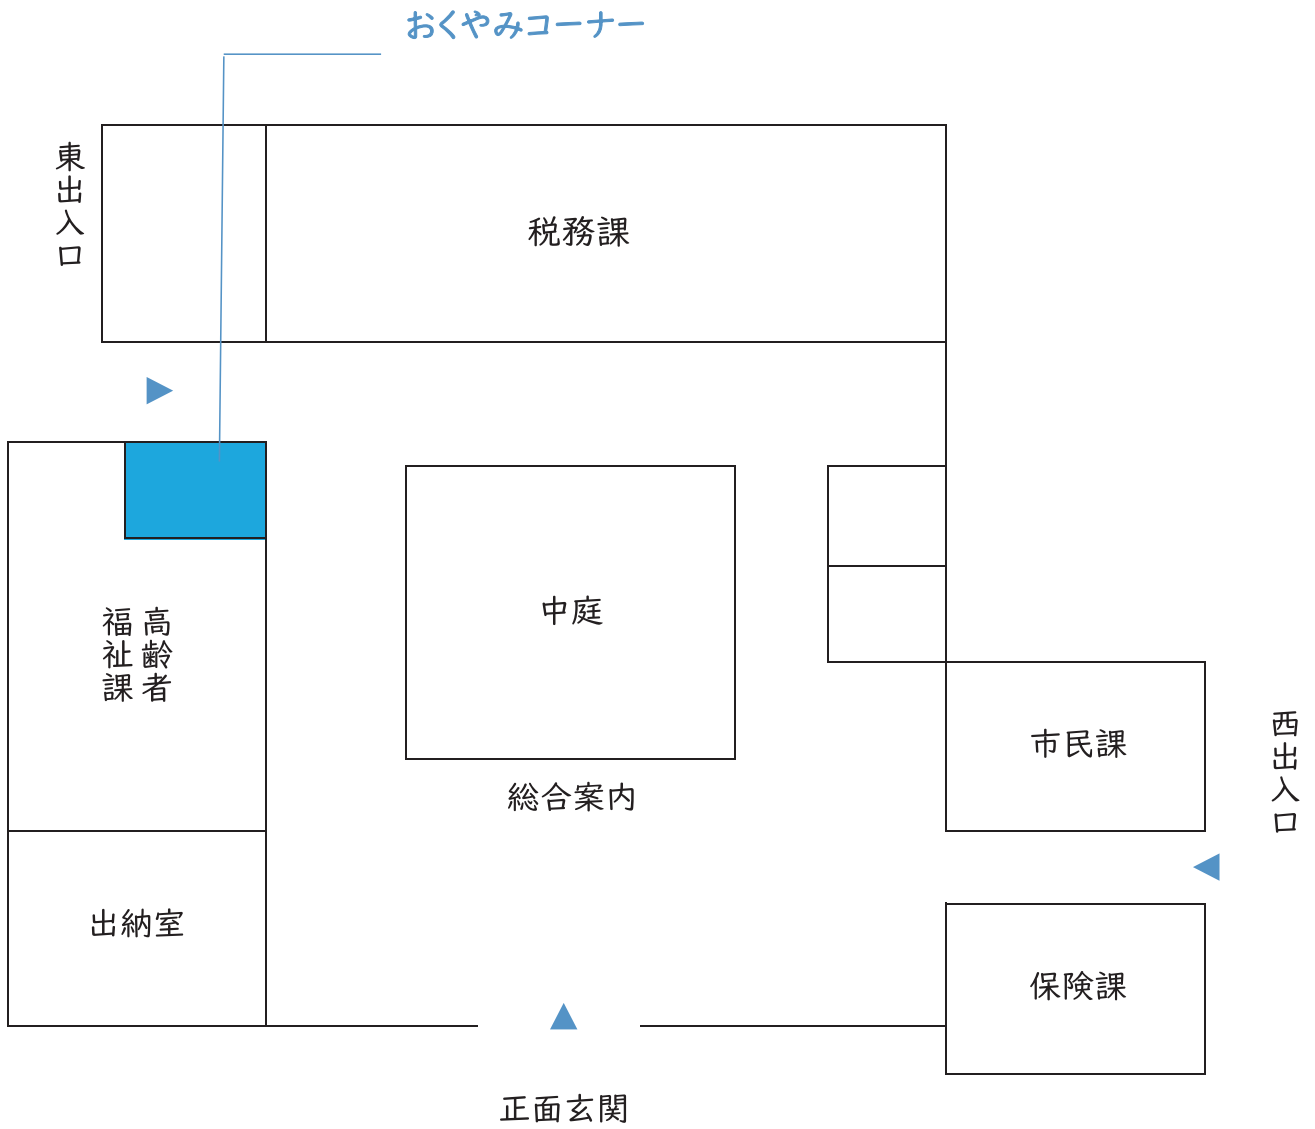 おくやみコーナー
東出入口
税務課
高齢者
福祉課
中庭
総合案内
市民課
西出入口
出納室
保険課
正面玄関